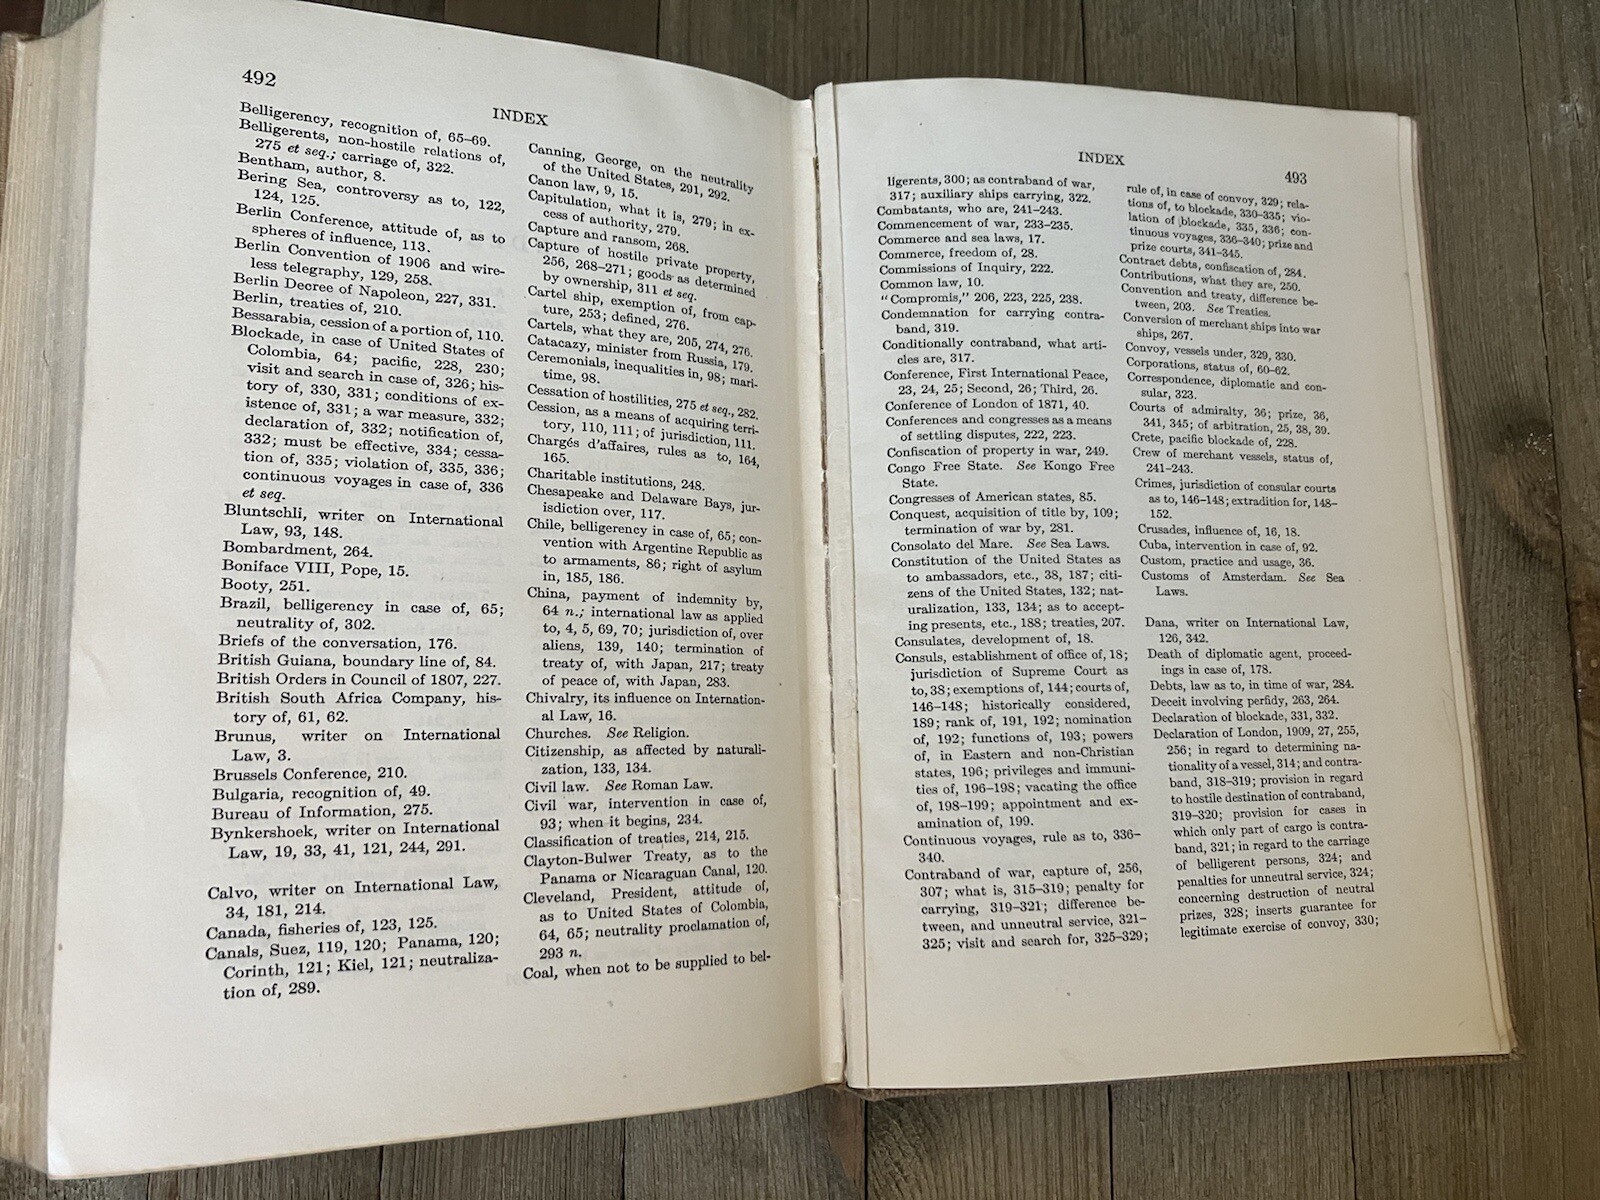 492
INDEX
Belligerency, recognition of, 65–69.
Belligerents, non-hostile relations of,
275 et seq.; carriage of, 322.
Bentham, author, 8.
Bering Sea, controversy as to, 122,
124, 125.
Berlin Conference, attitude of, as to
spheres of influence, 113.
Berlin Convention of 1906 and wire-
less telegraphy, 129, 258.
Berlin Decree of Napoleon, 227, 331.
Berlin, treaties of, 210.
Bessarabia, cession of a portion of, 110.
Blockade, in case of United States of
Colombia, 64; pacific, 228, 230;
visit and search in case of, 326; his-
tory of, 330, 331; conditions of ex-
istence of, 331; a war measure, 332;
declaration of, 332; notification of,
332; must be effective, 334; cessa-
tion of, 335; violation of, 335, 336;
continuous voyages in case of, 336
et seq.
Bluntschli, writer on International
Law, 93, 148.
Bombardment, 264.
Boniface VIII, Pope, 15.
Booty, 251.
Brazil, belligerency in case of, 65;
neutrality of, 302.
Briefs of the conversation, 176.
British Guiana, boundary line of, 84.
British Orders in Council of 1807, 227.
British South Africa Company, his-
tory of, 61, 62.
Brunus, writer on International
Law, 3.
Brussels Conference, 210.
Bulgaria, recognition of, 49.
Bureau of Information, 275.
Bynkershoek, writer on International
Law, 19, 33, 41, 121, 244, 291.
Calvo, writer on International Law,
34, 181, 214.
Canada, fisheries of, 123, 125.
Canals, Suez, 119, 120; Panama, 120;
Corinth, 121; Kiel, 121; neutraliza-
tion of, 289.
Canning, George, on the neutrality
of the United States, 291, 292.
Canon law, 9, 15.
Capitulation, what it is, 279; in ex-
cess of authority, 279.
Capture and ransom, 268.
Capture of hostile private property,
256, 268–271; goods as determined
by ownership, 311 et seq.
Cartel ship, exemption of, from cap-
ture, 253; defined, 276.
Cartels, what they are, 205, 274, 276.
Catacazy, minister from Russia, 179.
Ceremonials, inequalities in, 98; mari-
time, 98.
Cessation of hostilities, 275 et seq., 282.
Cession, as a means of acquiring terri-
tory, 110, 111; of jurisdiction, 111.
Chargés d'affaires, rules as to, 164,
165.
Charitable institutions, 248.
Chesapeake and Delaware Bays, jur-
isdiction over, 117.
Chile, belligerency in case of, 65; con-
vention with Argentine Republic as
to armaments, 86; right of asylum
in, 185, 186.
China, payment of indemnity by,
64 n.; international law as applied
to, 4, 5, 69, 70; jurisdiction of, over
aliens, 139, 140; termination of
treaty of, with Japan, 217; treaty
of peace of, with Japan, 283.
Chivalry, its influence on Internation-
al Law, 16.
Churches. See Religion.
Citizenship, as affected by naturali-
zation, 133, 134.
Civil law. See Roman Law.
Civil war, intervention in case of,
93; when it begins, 234.
Classification of treaties, 214, 215.
Clayton-Bulwer Treaty, as to the
Panama or Nicaraguan Canal, 120.
Cleveland, President, attitude of,
as to United States of Colombia,
64, 65; neutrality proclamation of,
293 n.
Coal, when not to be supplied to bel-
INDEX
493
ligerents, 300; as contraband of war,
317; auxiliary ships carrying, 322.
Combatants, who are, 241–243.
Commencement of war, 233–235.
Commerce and sea laws, 17.
Commerce, freedom of, 28.
Commissions of Inquiry, 222.
Common law, 10.
"Compromis," 206, 223, 225, 238.
Condemnation for carrying contra-
band, 319.
Conditionally contraband, what arti-
cles are, 317.
Conference, First International Peace,
23, 24, 25; Second, 26; Third, 26.
Conference of London of 1871, 40.
Conferences and congresses as a means
of settling disputes, 222, 223.
Confiscation of property in war, 249.
Congo Free State. See Kongo Free
State.
Congresses of American states, 85.
Conquest, acquisition of title by, 109;
termination of war by, 281.
Consolato del Mare. See Sea Laws.
Constitution of the United States as
to ambassadors, etc., 38, 187; citi-
zens of the United States, 132; nat-
uralization, 133, 134; as to accept-
ing presents, etc., 188; treaties, 207.
Consulates, development of, 18.
Consuls, establishment of office of, 18;
jurisdiction of Supreme Court as
to, 38; exemptions of, 144; courts of,
146–148; historically considered,
189; rank of, 191, 192; nomination
of, 192; functions of, 193; powers
of, in Eastern and non-Christian
states, 196; privileges and immuni-
ties of, 196–198; vacating the office
of, 198–199; appointment and ex-
amination of, 199.
Continuous voyages, rule as to, 336–
340.
Contraband of war, capture of, 256,
307; what is, 315–319; penalty for
carrying, 319–321; difference be-
tween, and unneutral service, 321–
325; visit and search for, 325–329;
rule of, in case of convoy, 329; rela-
tions of, to blockade, 330–335; vio-
lation of blockade, 335, 336; con-
tinuous voyages, 336–340; prize and
prize courts, 341–345.
Contract debts, confiscation of, 284.
Contributions, what they are, 250.
Convention and treaty, difference be-
tween, 203. See Treaties.
Conversion of merchant ships into war
ships, 267.
Convoy, vessels under, 329, 330.
Corporations, status of, 60–62.
Correspondence, diplomatic and con-
sular, 323.
Courts of admiralty, 36; prize, 36,
341, 345; of arbitration, 25, 38, 39.
Crete, pacific blockade of, 228.
Crew of merchant vessels, status of,
241–243.
Crimes, jurisdiction of consular courts
as to, 146–148; extradition for, 148–
152.
Crusades, influence of, 16, 18.
Cuba, intervention in case of, 92.
Custom, practice and usage, 36.
Customs of Amsterdam. See Sea
Laws.
Dana, writer on International Law,
126, 342.
Death of diplomatic agent, proceed-
ings in case of, 178.
Debts, law as to, in time of war, 284.
Deceit involving perfidy, 263, 264.
Declaration of blockade, 331, 332.
Declaration of London, 1909, 27, 255,
256; in regard to determining na-
tionality of a vessel, 314; and contra-
band, 318–319; provision in regard
to hostile destination of contraband,
319–320; provision for cases in
which only part of cargo is contra-
band, 321; in regard to the carriage
of belligerent persons, 324; and
penalties for unneutral service, 324;
concerning destruction of neutral
prizes, 328; inserts guarantee for
legitimate exercise of convoy, 330;